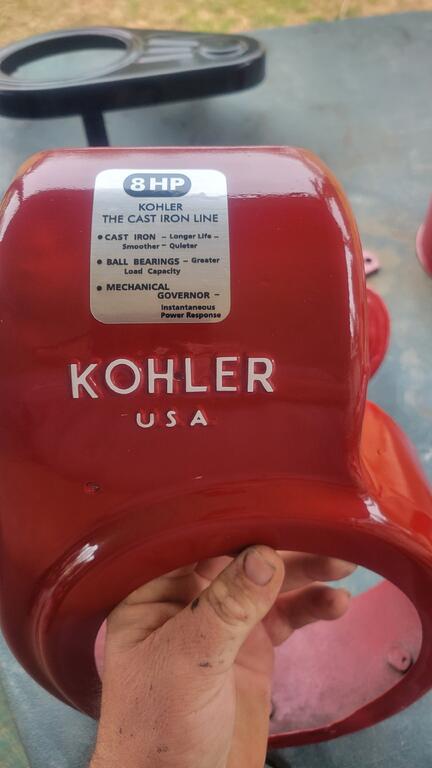 8HP
KOHLER
THE CAST IRON LINE
• CAST IRON – Longer Life –
Smoother – Quieter
• BALL BEARINGS – Greater
Load Capacity
• MECHANICAL
GOVERNOR –
Instantaneous
Power Response
KOHLER
USA